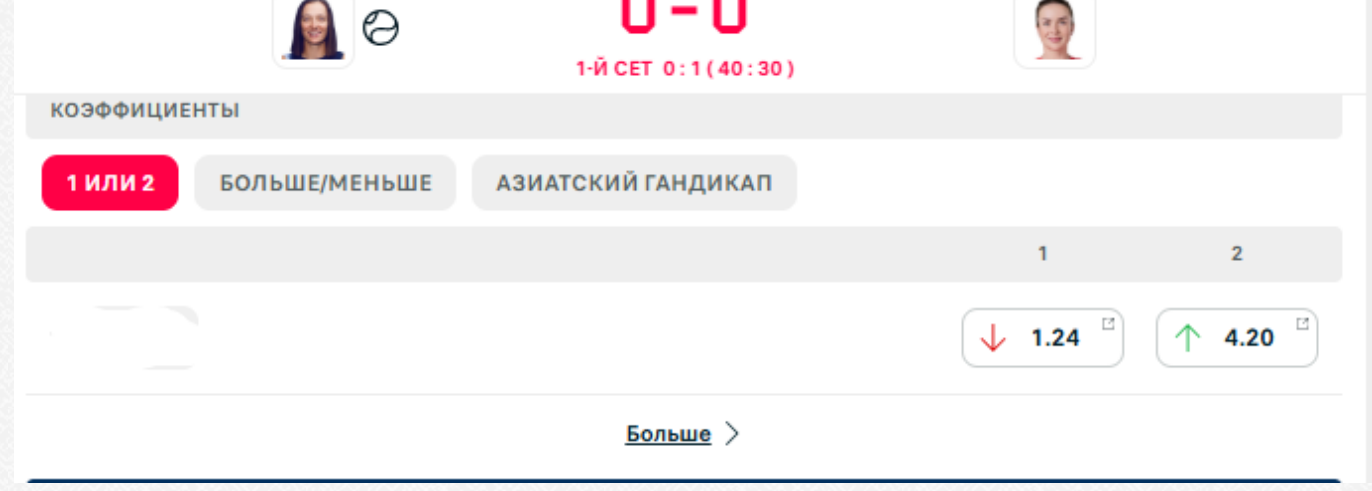 0-0
1-Й СЕТ 0:1(40:30)
КОЭФФИЦИЕНТЫ
1 ИЛИ 2 БОЛЬШЕ/МЕНЬШЕ АЗИАТСКИЙ ГАНДИКАП
1 2
1.24 4.20
Больше